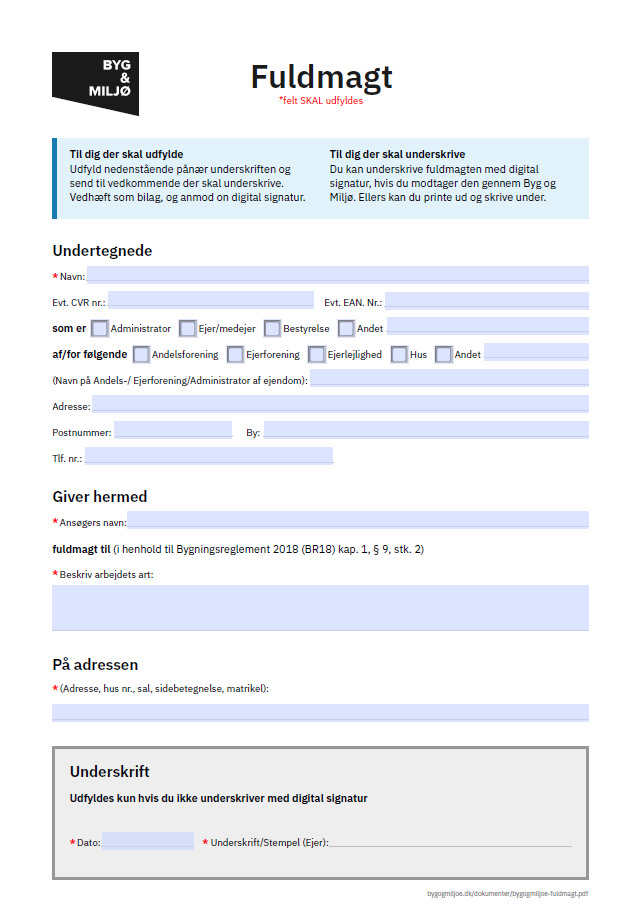 BYG
&
MILJØ
Fuldmagt
*felt SKAL udfyldes
Til dig der skal udfylde
Udfyld nedenstående pånær underskriften og
send til vedkommende der skal underskrive.
Vedhæft som bilag, og anmod on digital signatur.
Til dig der skal underskrive
Du kan underskrive fuldmagten med digital
signatur, hvis du modtager den gennem Byg og
Miljø. Ellers kan du printe ud og skrive under.
Undertegnede
* Navn:
Evt. CVR nr.: Evt. EAN. Nr.:
som er Administrator Ejer/medejer Bestyrelse Andet
af/for følgende Andelsforening Ejerforening Ejerlejlighed Hus Andet
(Navn på Andels-/ Ejerforening/Administrator af ejendom):
Adresse:
Postnummer: By:
Tlf. nr.:
Giver hermed
* Ansøgers navn:
fuldmagt til (i henhold til Bygningsreglement 2018 (BR18) kap. 1, § 9, stk. 2)
* Beskriv arbejdets art:
På adressen
* (Adresse, hus nr., sal, sidebetegnelse, matrikel):
Underskrift
Udfyldes kun hvis du ikke underskriver med digital signatur
* Dato: * Underskrift/Stempel (Ejer):
bygogmiljoe.dk/dokumenter/bygogmiljoe-fuldmagt.pdf